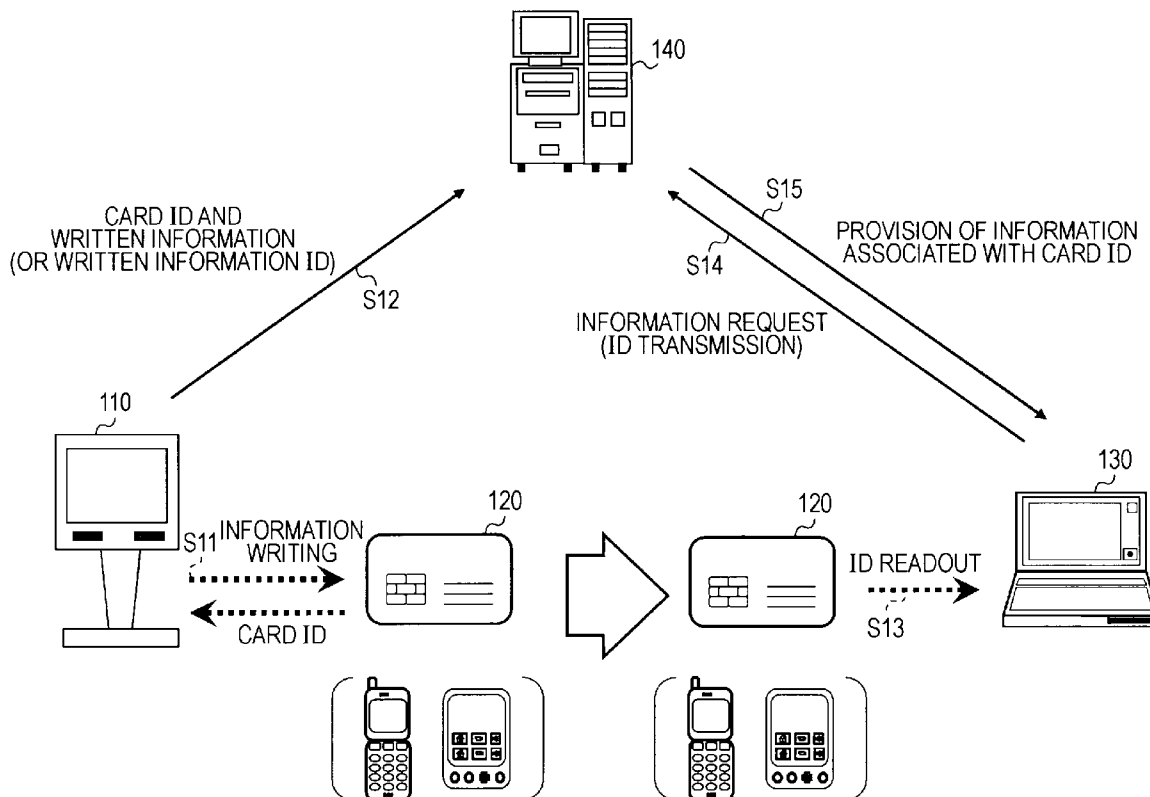 140
S15
CARD ID AND
WRITTEN INFORMATION
(OR WRITTEN INFORMATION ID)
S12
PROVISION OF INFORMATION
ASSOCIATED WITH CARD ID
S14
INFORMATION REQUEST
(ID TRANSMISSION)
110
130
S11
INFORMATION
WRITING
120
120
ID READOUT
S13
CARD ID